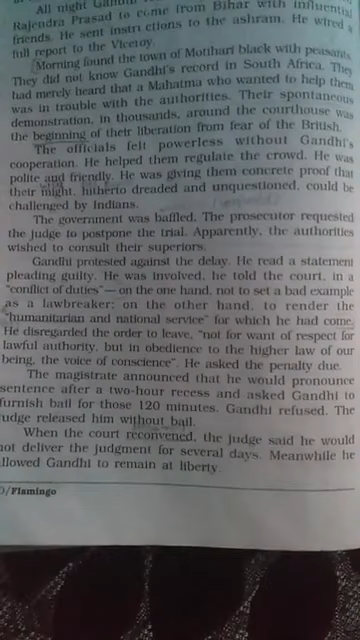 All night Gandhi
Rajendra Prasad to come from Bihar with influential
friends. He sent instructions to the ashram. He wired a
full report to the Viceroy.
Morning found the town of Motihari black with peasants.
They did not know Gandhi's record in South Africa. They
had merely heard that a Mahatma who wanted to help them
was in trouble with the authorities. Their spontaneous
demonstration, in thousands, around the courthouse was
the beginning of their liberation from fear of the British.
The officials felt powerless without Gandhi's
cooperation. He helped them regulate the crowd. He was
polite and friendly. He was giving them concrete proof that
their might, hitherto dreaded and unquestioned, could be
challenged by Indians.
The government was baffled. The prosecutor requested
the judge to postpone the trial. Apparently, the authorities
wished to consult their superiors.
Gandhi protested against the delay. He read a statement
pleading guilty. He was involved, he told the court, in a
“conflict of duties” — on the one hand, not to set a bad example
as a lawbreaker; on the other hand, to render the
“humanitarian and national service” for which he had come.
He disregarded the order to leave, “not for want of respect for
lawful authority, but in obedience to the higher law of our
being, the voice of conscience”. He asked the penalty due.
The magistrate announced that he would pronounce
sentence after a two-hour recess and asked Gandhi to
furnish bail for those 120 minutes. Gandhi refused. The
udge released him without bail.
When the court reconvened, the judge said he would
not deliver the judgment for several days. Meanwhile he
llowed Gandhi to remain at liberty.
0/Flamingo